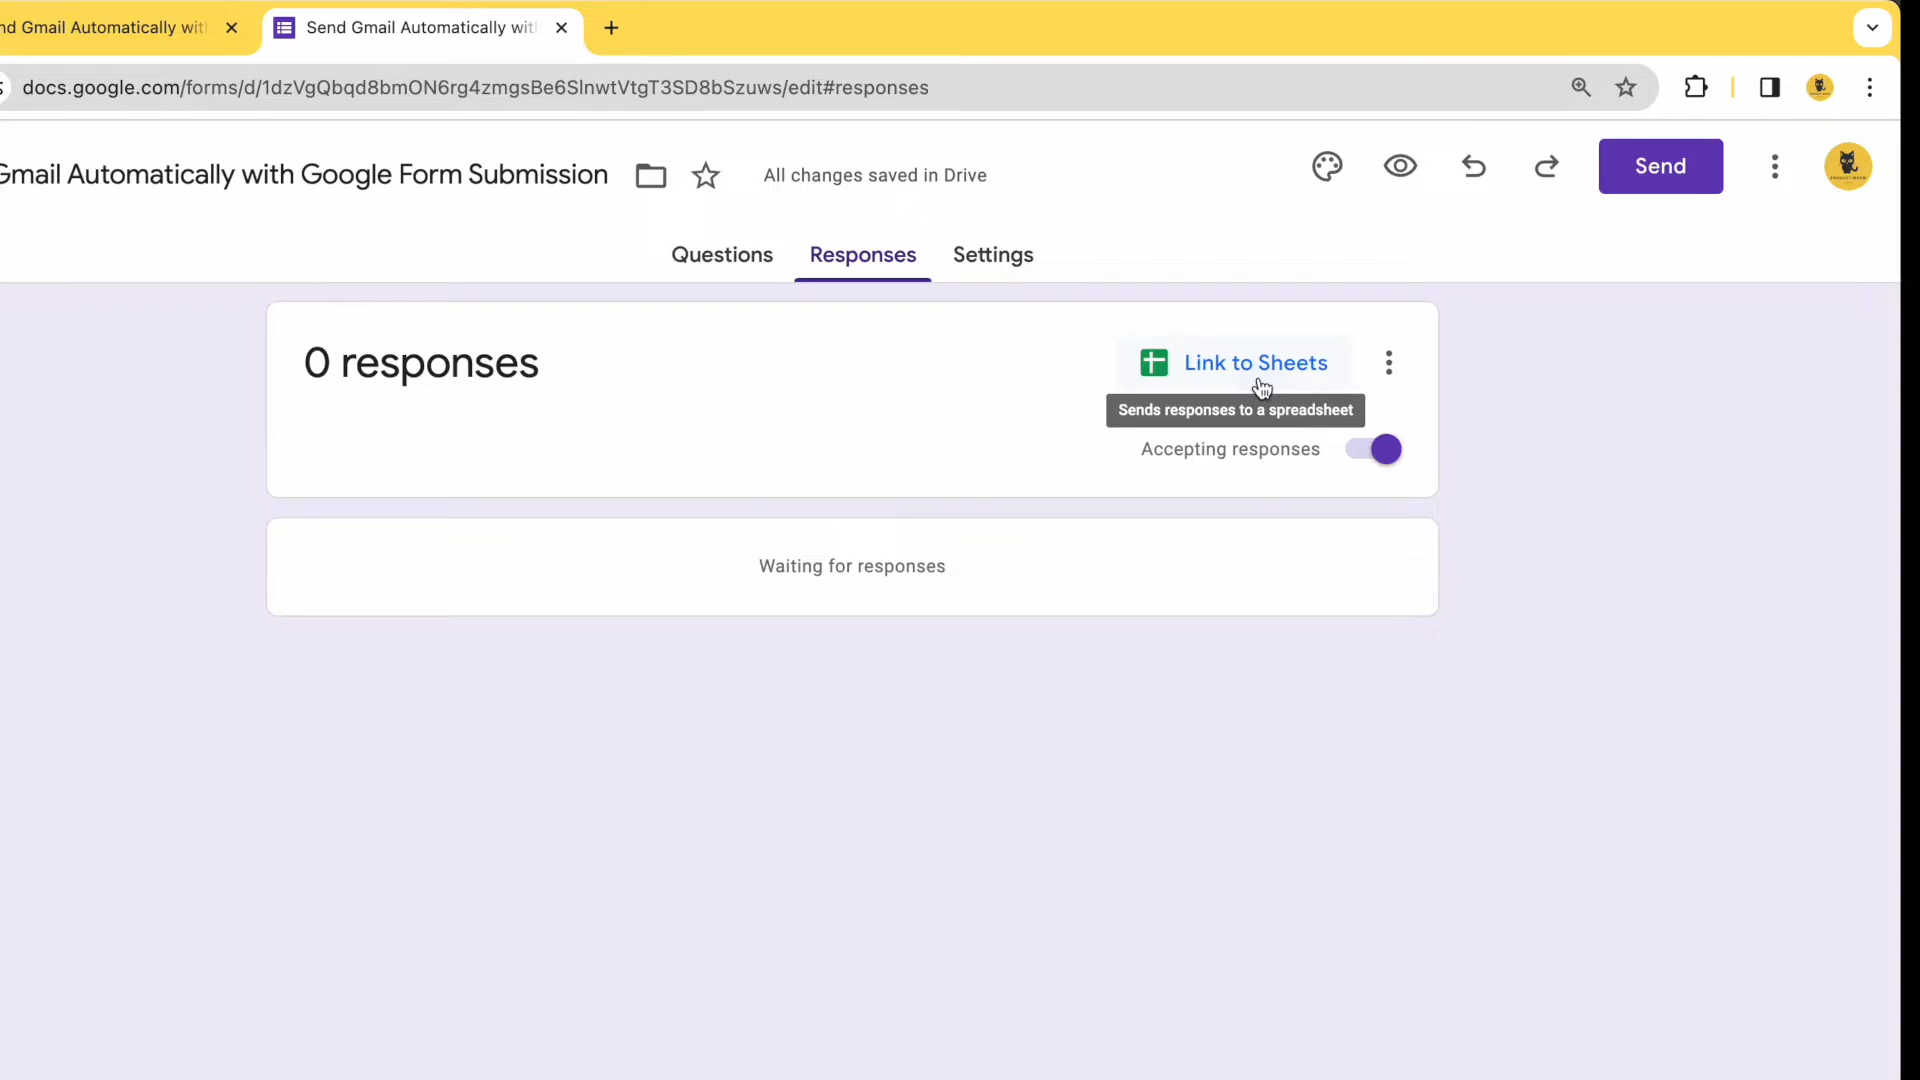 nd Gmail Automatically wit
Send Gmail Automatically wit
docs.google.com/forms/d/1dzVgQbqd8bmON6rg4zmgsBe6SlnwtVtgT3SD8bSzuws/edit#responses
Gmail Automatically with Google Form Submission
All changes saved in Drive
Send
Questions
Responses
Settings
0 responses
Link to Sheets
Sends responses to a spreadsheet
Accepting responses
Waiting for responses